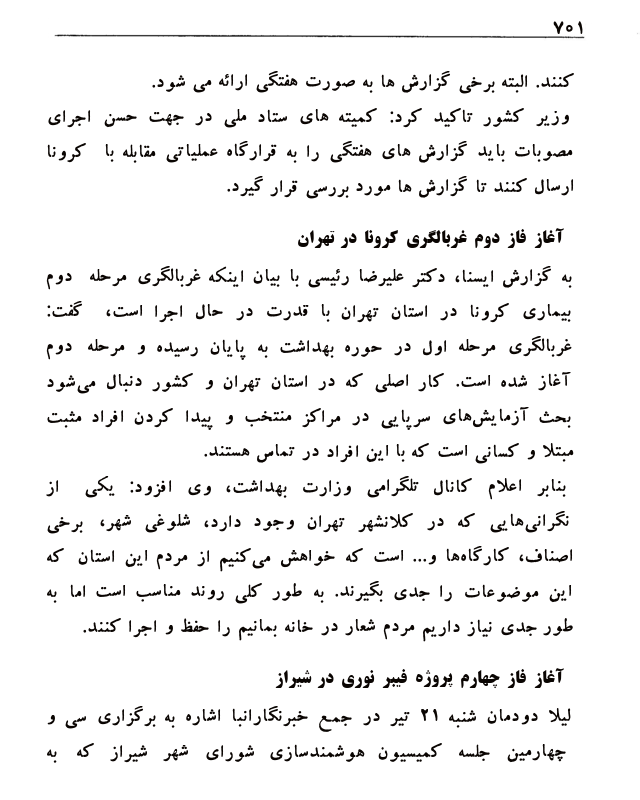 ۷۰۱
کنند. البته برخی گزارش ها به صورت هفتگی ارائه می شود.
وزیر کشور تاکید کرد: کمیته های ستاد ملی در جهت حسن اجرای
مصوبات باید گزارش های هفتگی را به قرارگاه عملیاتی مقابله با کرونا
ارسال کنند تا گزارش ها مورد بررسی قرار گیرد.
آغاز فاز دوم غربالگری کرونا در تهران
به گزارش ایسنا، دکتر علیرضا رئیسی با بیان اینکه غربالگری مرحله دوم
بیماری کرونا در استان تهران با قدرت در حال اجرا است، گفت:
غربالگری مرحله اول در حوره بهداشت به پایان رسیده و مرحله دوم
آغاز شده است. کار اصلی که در استان تهران و کشور دنبال می‌شود
بحث آزمایش‌های سرپایی در مراکز منتخب و پیدا کردن افراد مثبت
مبتلا و کسانی است که با این افراد در تماس هستند.
بنابر اعلام کانال تلگرامی وزارت بهداشت، وی افزود: یکی از
نگرانی‌هایی که در کلانشهر تهران وجود دارد، شلوغی شهر، برخی
اصناف، کارگاه‌ها و... است که خواهش می‌کنیم از مردم این استان که
این موضوعات را جدی بگیرند. به طور کلی روند مناسب است اما به
طور جدی نیاز داریم مردم شعار در خانه بمانیم را حفظ و اجرا کنند.
آغاز فاز چهارم پروژه فیبر نوری در شیراز
لیلا دودمان شنبه ۲۱ تیر در جمع خبرنگارانبا اشاره به برگزاری سی و
چهارمین جلسه کمیسیون هوشمندسازی شورای شهر شیراز که به